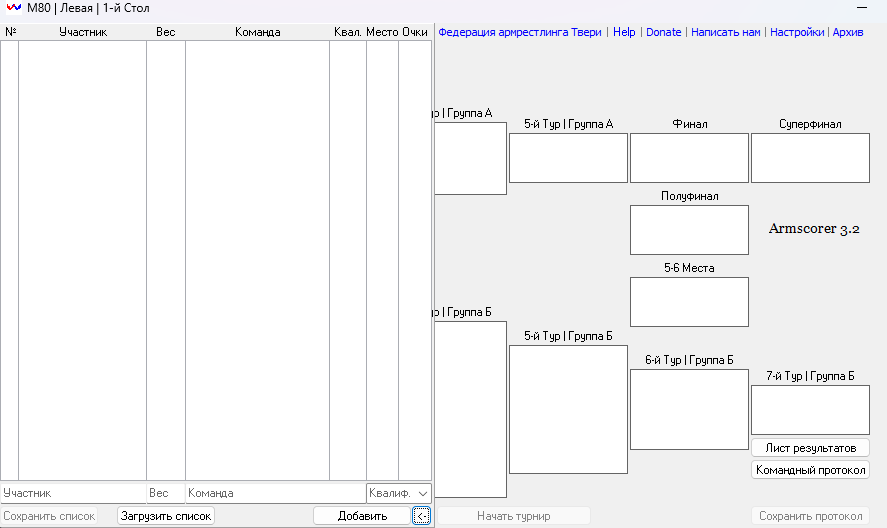 M80 | Левая | 1-й Стол
№ Участник Вес Команда Квал. Место Очки
Федерация армрестлинга Твери | Help | Donate | Написать нам | Настройки | Архив
р | Группа А
5-й Тур | Группа А
Финал
Суперфинал
Полуфинал
Armscorer 3.2
5-6 Места
р | Группа Б
5-й Тур | Группа Б
6-й Тур | Группа Б
7-й Тур | Группа Б
Лист результатов
Командный протокол
Участник Вес Команда Квалиф.
Сохранить список Загрузить список Добавить <-
Начать турнир
Сохранить протокол